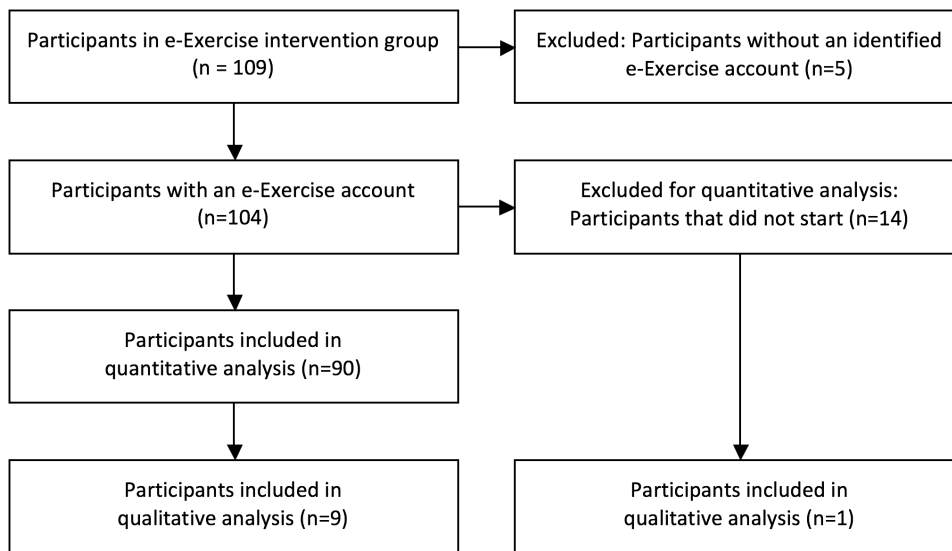 Participants in e-Exercise intervention group
(n = 109)
Excluded: Participants without an identified
e-Exercise account (n=5)
Participants with an e-Exercise account
(n=104)
Excluded for quantitative analysis:
Participants that did not start (n=14)
Participants included in
quantitative analysis (n=90)
Participants included in
qualitative analysis (n=9)
Participants included in
qualitative analysis (n=1)